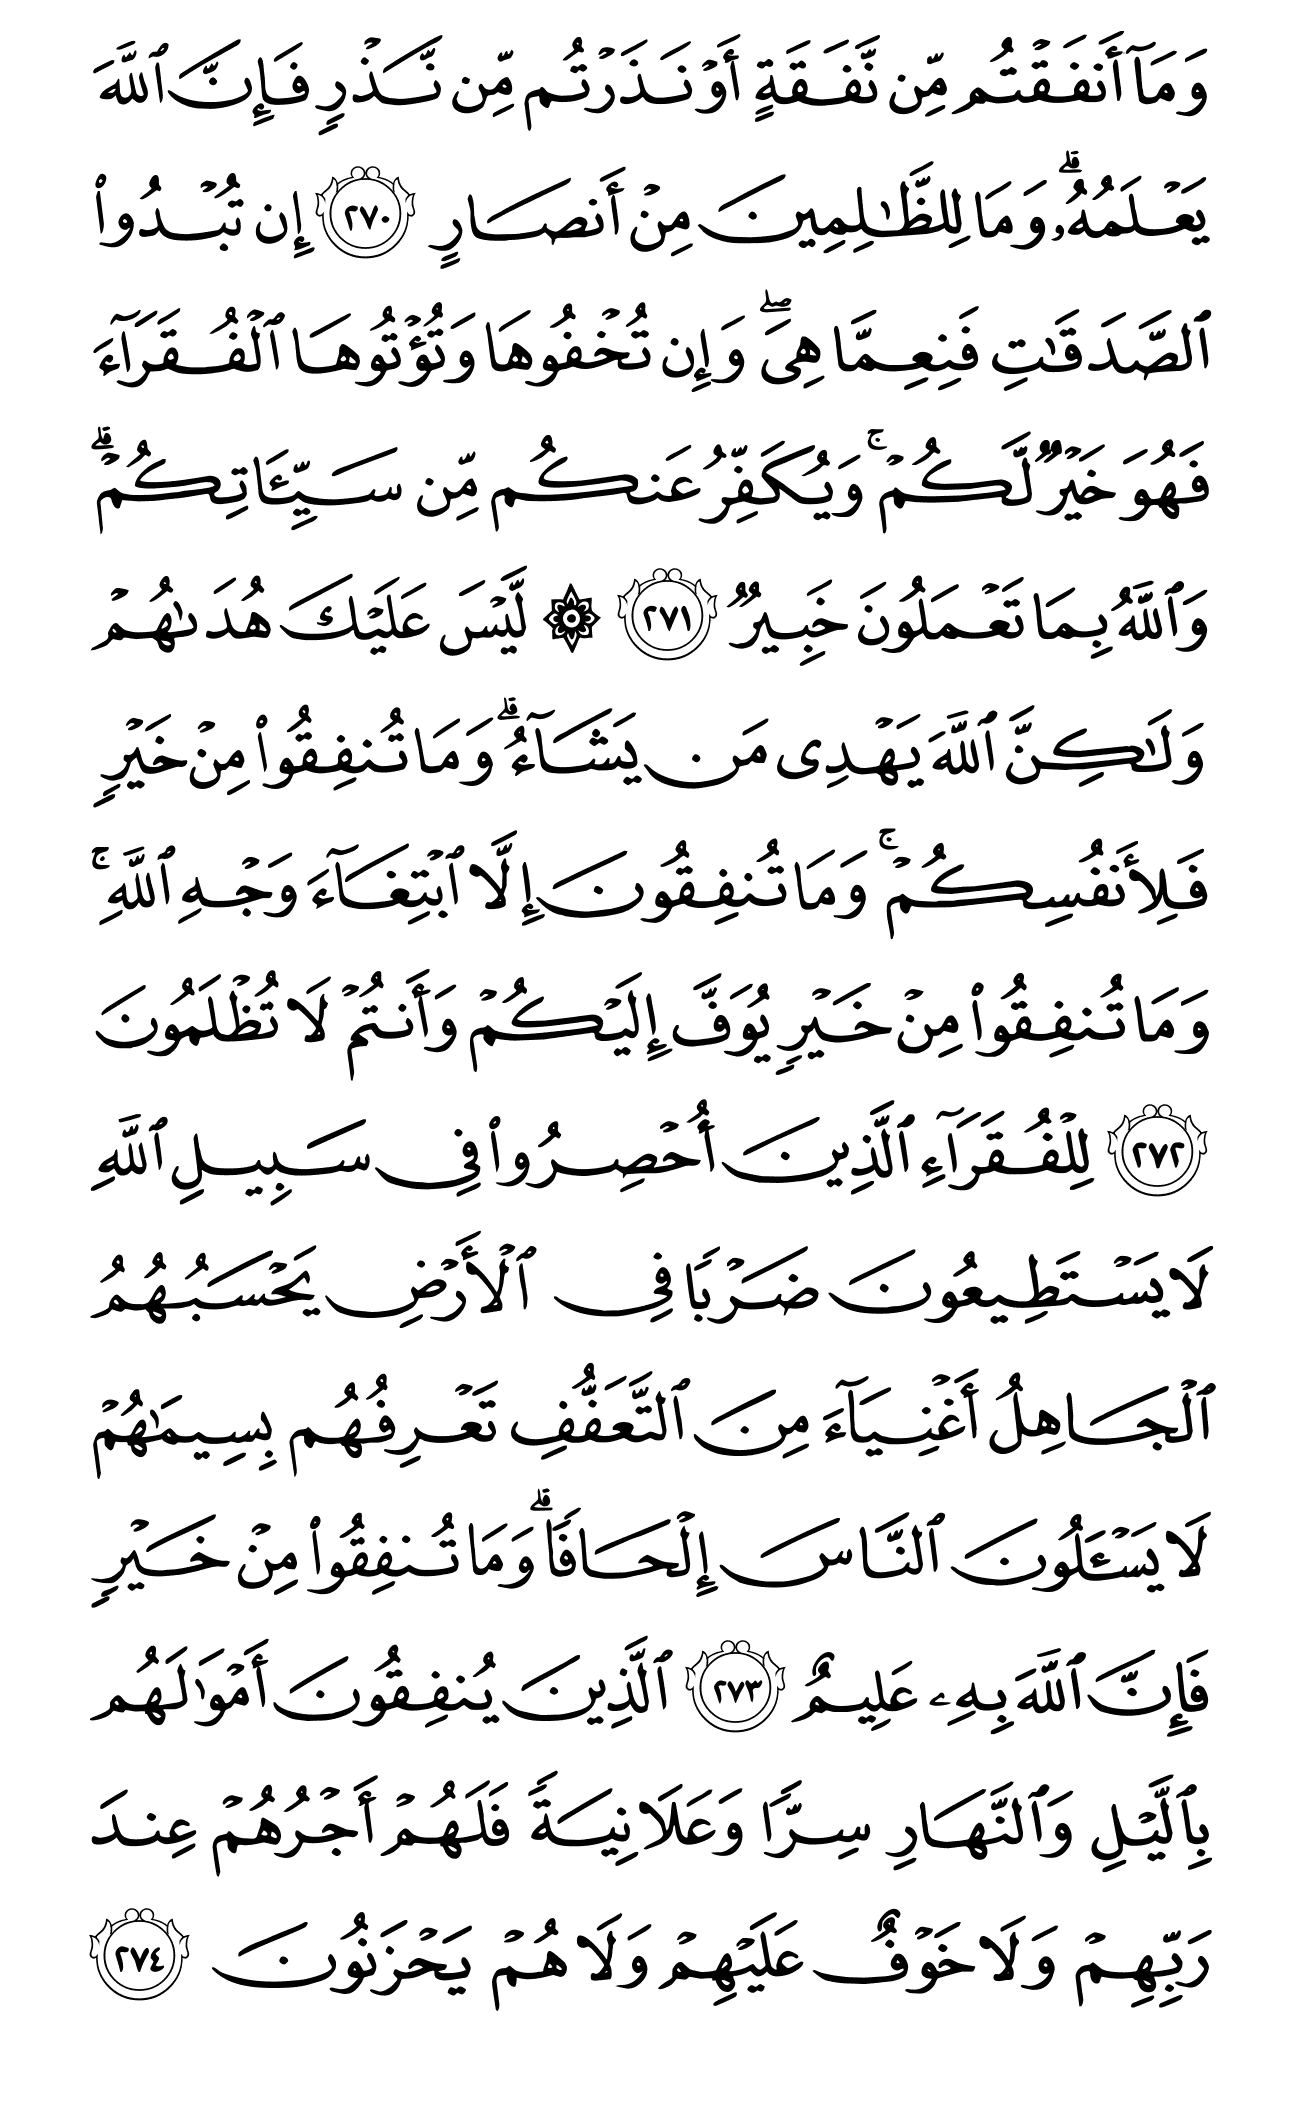 وَمَآ أَنفَقْتُم مِّن نَّفَقَةٍ أَوْ نَذَرْتُم مِّن نَّذْرٍ فَإِنَّ ٱللَّهَ
يَعْلَمُهُۥ ۗ وَمَا لِلظَّـٰلِمِينَ مِنْ أَنصَارٍ ٢٧٠ إِن تُبْدُوا۟
ٱلصَّدَقَـٰتِ فَنِعِمَّا هِىَ ۖ وَإِن تُخْفُوهَا وَتُؤْتُوهَا ٱلْفُقَرَآءَ
فَهُوَ خَيْرٌ لَّكُمْ ۚ وَيُكَفِّرُ عَنكُم مِّن سَيِّـَٔاتِكُمْ ۗ
وَٱللَّهُ بِمَا تَعْمَلُونَ خَبِيرٌ ٢٧١ ۞ لَّيْسَ عَلَيْكَ هُدَىٰهُمْ
وَلَـٰكِنَّ ٱللَّهَ يَهْدِى مَن يَشَآءُ ۗ وَمَا تُنفِقُوا۟ مِنْ خَيْرٍ
فَلِأَنفُسِكُمْ ۚ وَمَا تُنفِقُونَ إِلَّا ٱبْتِغَآءَ وَجْهِ ٱللَّهِ ۚ
وَمَا تُنفِقُوا۟ مِنْ خَيْرٍ يُوَفَّ إِلَيْكُمْ وَأَنتُمْ لَا تُظْلَمُونَ
٢٧٢ لِلْفُقَرَآءِ ٱلَّذِينَ أُحْصِرُوا۟ فِى سَبِيلِ ٱللَّهِ
لَا يَسْتَطِيعُونَ ضَرْبًا فِى ٱلْأَرْضِ يَحْسَبُهُمُ
ٱلْجَاهِلُ أَغْنِيَآءَ مِنَ ٱلتَّعَفُّفِ تَعْرِفُهُم بِسِيمَـٰهُمْ
لَا يَسْـَٔلُونَ ٱلنَّاسَ إِلْحَافًا ۗ وَمَا تُنفِقُوا۟ مِنْ خَيْرٍ
فَإِنَّ ٱللَّهَ بِهِۦ عَلِيمٌ ٢٧٣ ٱلَّذِينَ يُنفِقُونَ أَمْوَٰلَهُم
بِٱلَّيْلِ وَٱلنَّهَارِ سِرًّا وَعَلَانِيَةً فَلَهُمْ أَجْرُهُمْ عِندَ
رَبِّهِمْ وَلَا خَوْفٌ عَلَيْهِمْ وَلَا هُمْ يَحْزَنُونَ ٢٧٤